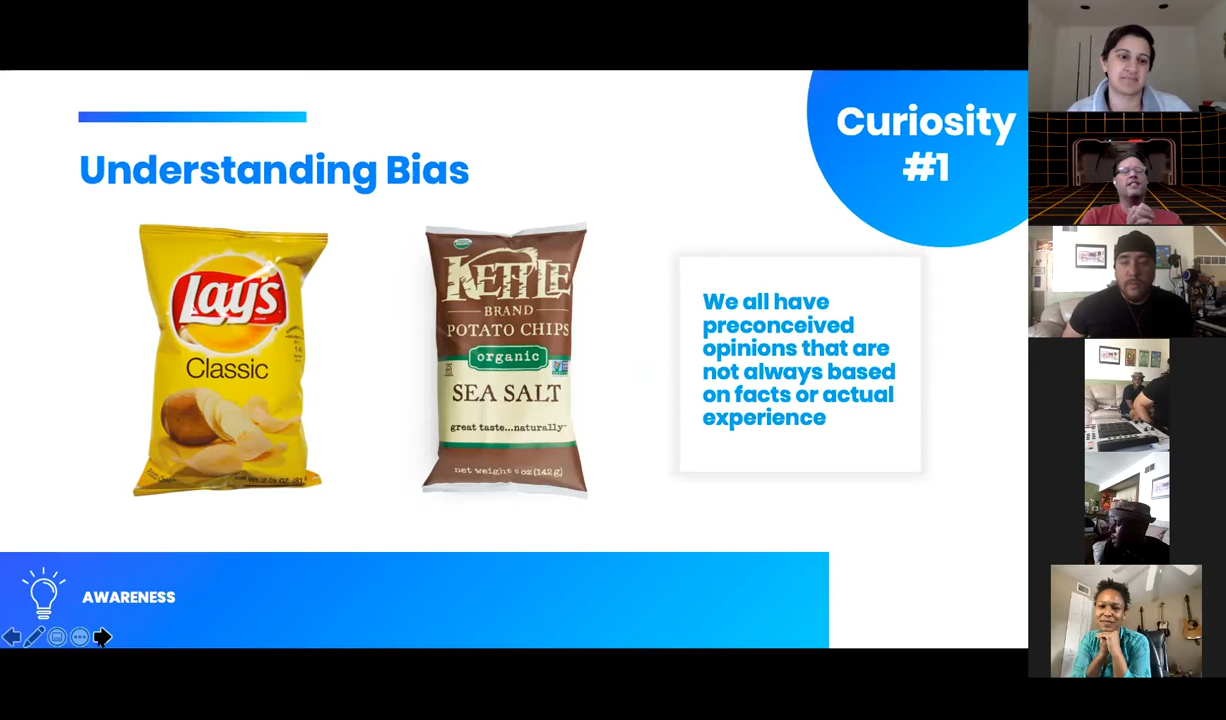 Curiosity
#1
Understanding Bias
Lay's
Classic
KETTLE
BRAND
POTATO CHIPS
organic
SEA SALT
great taste...naturally
net weight 5 oz (142g)
We all have
preconceived
opinions that are
not always based
on facts or actual
experience
AWARENESS